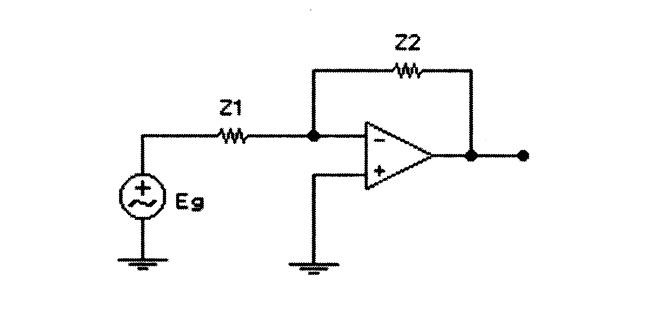 Z2
Z1
−
+
+
Eg